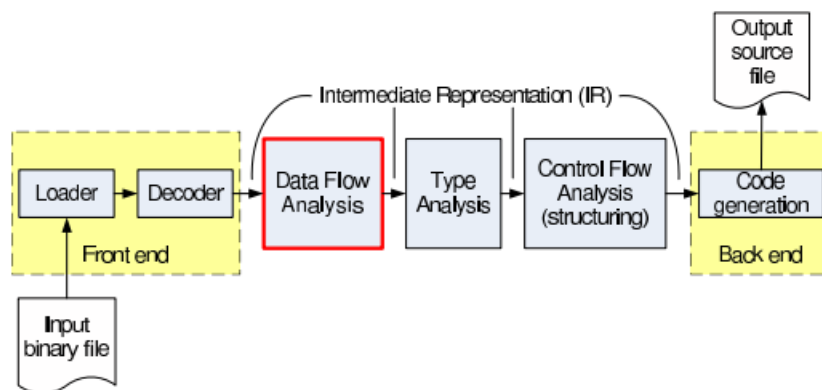 Output
source
file
Intermediate Representation (IR)
Loader
Decoder
Data Flow
Analysis
Type
Analysis
Control Flow
Analysis
(structuring)
Code
generation
Front end
Back end
Input
binary file